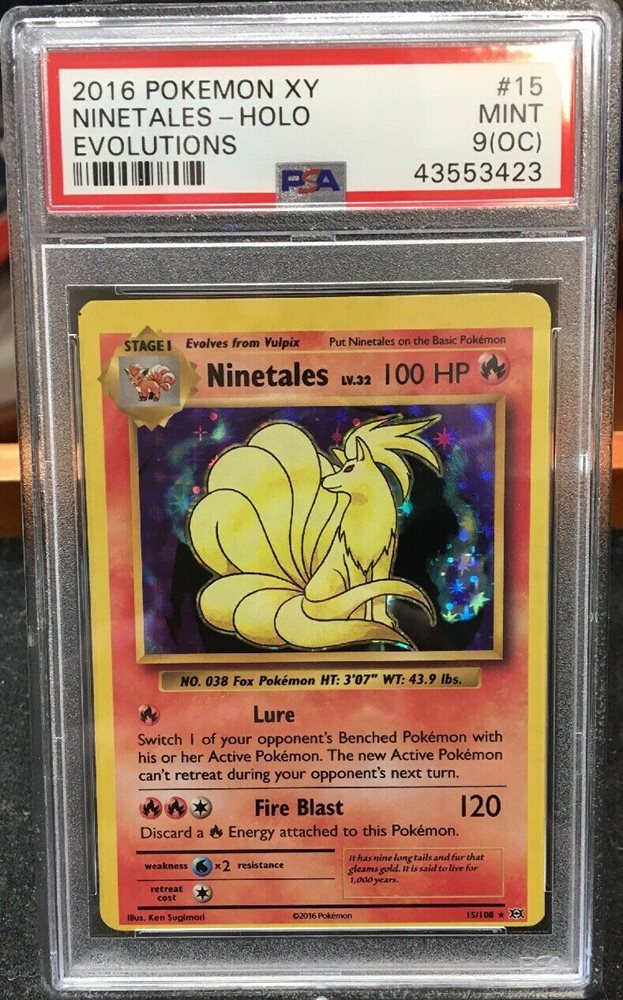 2016 POKEMON XY #15
NINETALES - HOLO MINT
EVOLUTIONS 9(OC)
PSA 43553423
STAGE 1 Evolves from Vulpix Put Ninetales on the Basic Pokémon
Ninetales LV.32 100 HP
NO. 038 Fox Pokémon HT: 3'07" WT: 43.9 lbs.
Lure
Switch 1 of your opponent's Benched Pokémon with
his or her Active Pokémon. The new Active Pokémon
can't retreat during your opponent's next turn.
Fire Blast 120
Discard a Energy attached to this Pokémon.
weakness ×2 resistance
It has nine long tails and fur that
gleams gold. It is said to live for
1,000 years.
retreat
cost
Illus. Ken Sugimori ©2016 Pokémon 15/108 ★
PSA